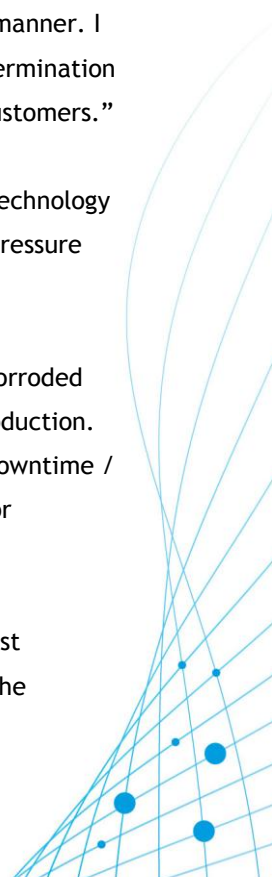 manner. I
ermination
ustomers.”
echnology
ressure
orroded
duction.
owntime /
or
st
he